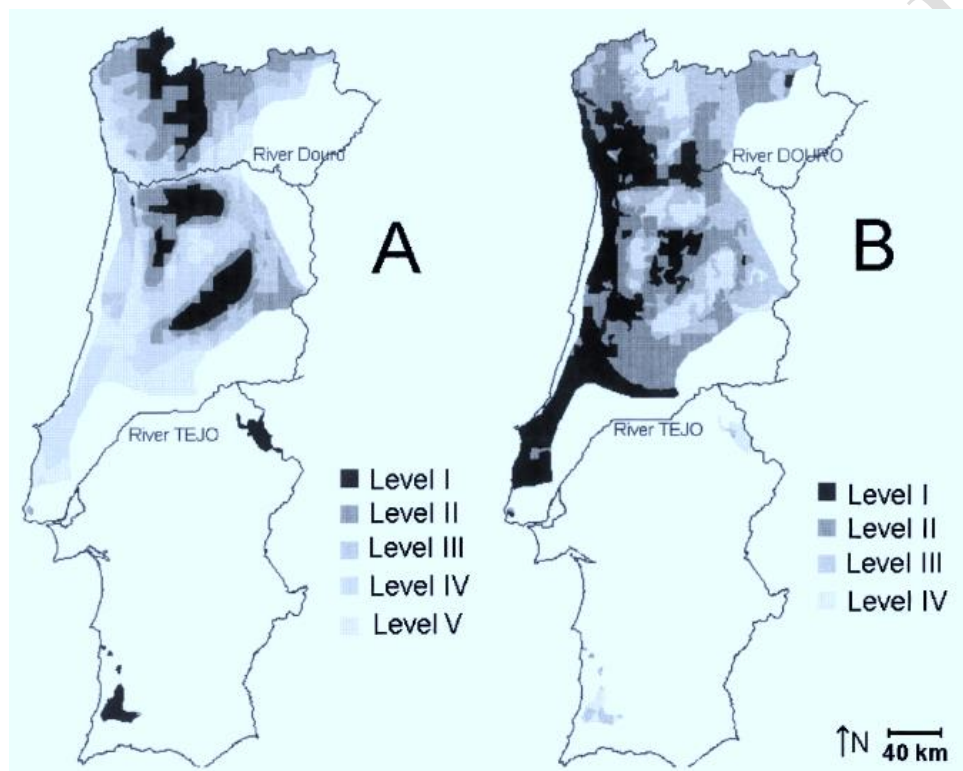 River Douro
A
River TEJO
Level I
Level II
Level III
Level IV
Level V
River DOURO
B
River TEJO
Level I
Level II
Level III
Level IV
N
40 km